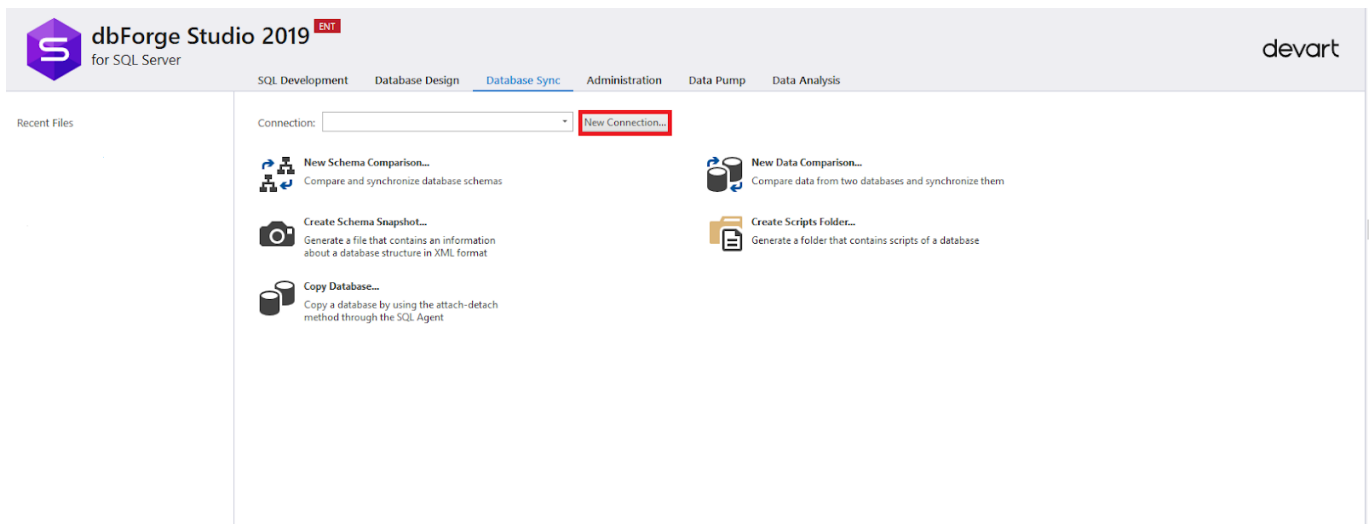 dbForge Studio 2019 ENT
for SQL Server
devart
SQL Development Database Design Database Sync Administration Data Pump Data Analysis
Recent Files
Connection: New Connection...
New Schema Comparison...
Compare and synchronize database schemas
New Data Comparison...
Compare data from two databases and synchronize them
Create Schema Snapshot...
Generate a file that contains an information
about a database structure in XML format
Create Scripts Folder...
Generate a folder that contains scripts of a database
Copy Database...
Copy a database by using the attach-detach
method through the SQL Agent